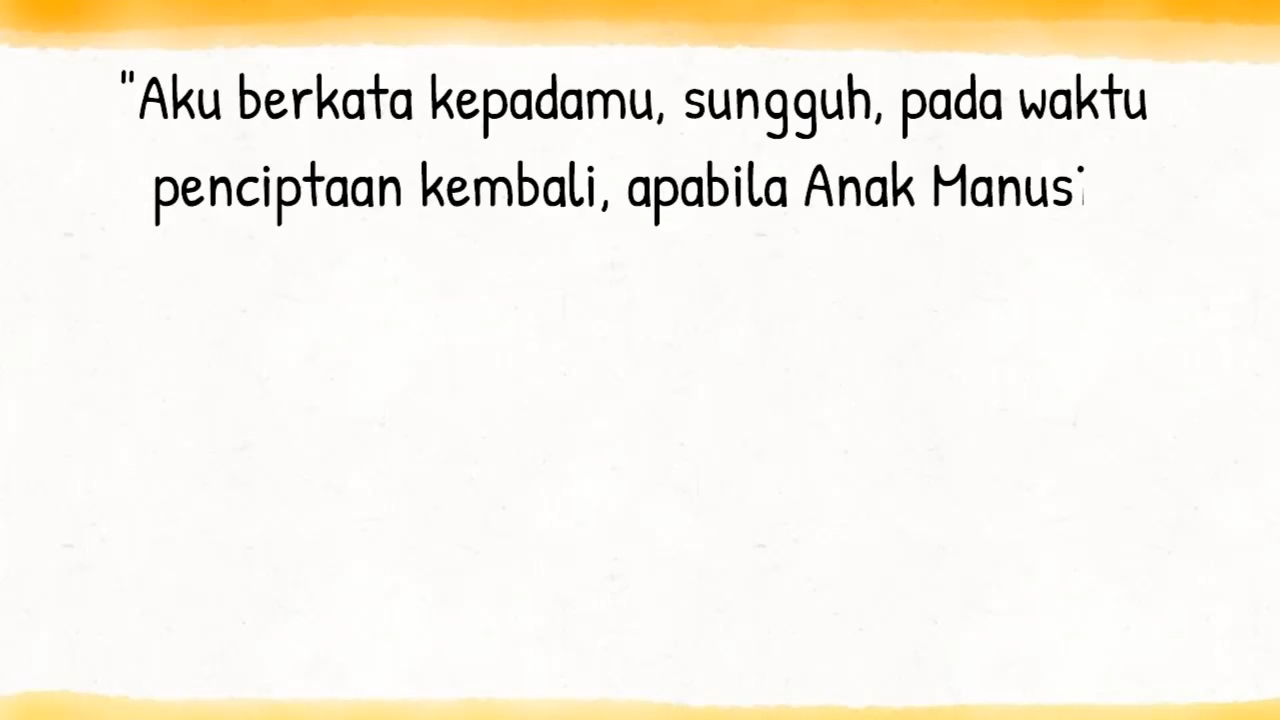 "Aku berkata kepadamu, sungguh, pada waktu
penciptaan kembali, apabila Anak Manusi